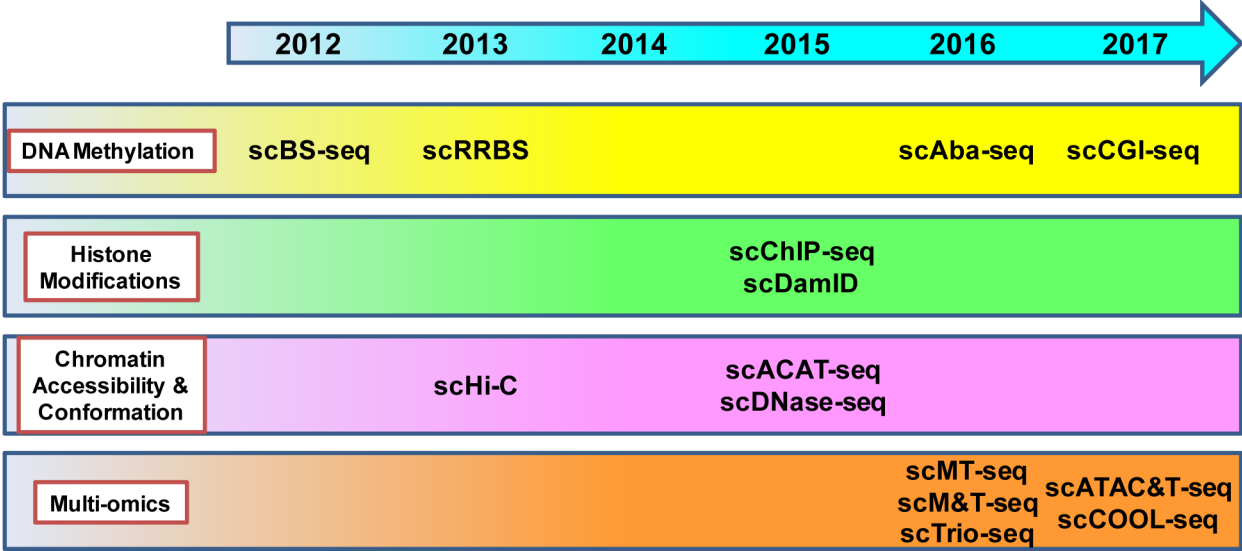 2012 2013 2014 2015 2016 2017
DNA Methylation scBS-seq scRRBS scAba-seq scCGI-seq
Histone
Modifications
scChIP-seq
scDamID
Chromatin
Accessibility &
Conformation
scHi-C
scACAT-seq
scDNase-seq
Multi-omics
scMT-seq
scM&T-seq
scTrio-seq
scATAC&T-seq
scCOOL-seq